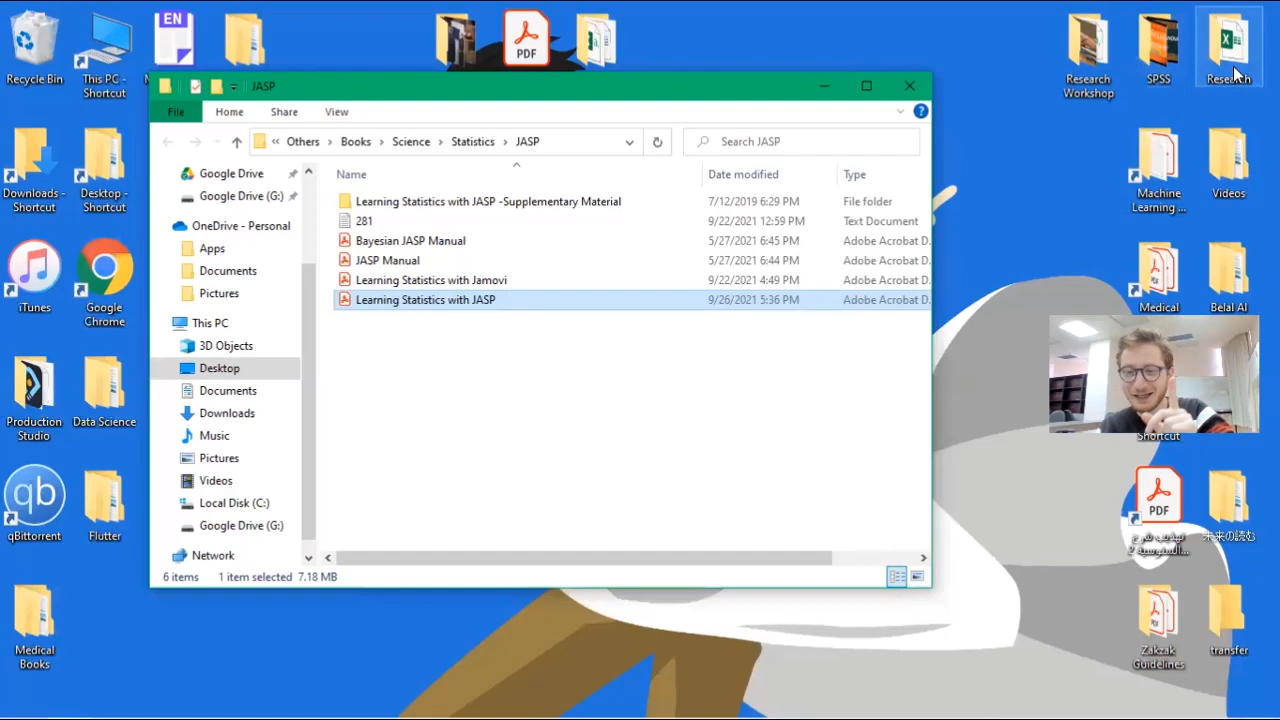 EN
PDF
Recycle Bin
This PC - Shortcut
Research Workshop
SPSS
Research
JASP
File
Home
Share
View
Others
Books
Science
Statistics
JASP
Search JASP
Name
Date modified
Type
Learning Statistics with JASP -Supplementary Material
7/12/2019 6:29 PM
File folder
281
9/22/2021 12:59 PM
Text Document
Bayesian JASP Manual
5/27/2021 6:45 PM
Adobe Acrobat D.
JASP Manual
5/27/2021 6:44 PM
Adobe Acrobat D.
Learning Statistics with Jamovi
9/22/2021 4:49 PM
Adobe Acrobat D.
Learning Statistics with JASP
9/26/2021 5:36 PM
Adobe Acrobat D.
Google Drive
Google Drive (G:)
OneDrive - Personal
Apps
Documents
Pictures
This PC
3D Objects
Desktop
Documents
Downloads
Music
Pictures
Videos
Local Disk (C:)
Google Drive (G:)
Network
6 items
1 item selected 7.18 MB
Downloads - Shortcut
Desktop - Shortcut
iTunes
Google Chrome
Production Studio
Data Science
qb
qBittorrent
Flutter
Medical Books
Machine Learning ...
Videos
Medical
Belal AI
Shortcut
PDF
未来の読む
Zakzak Guidelines
transfer